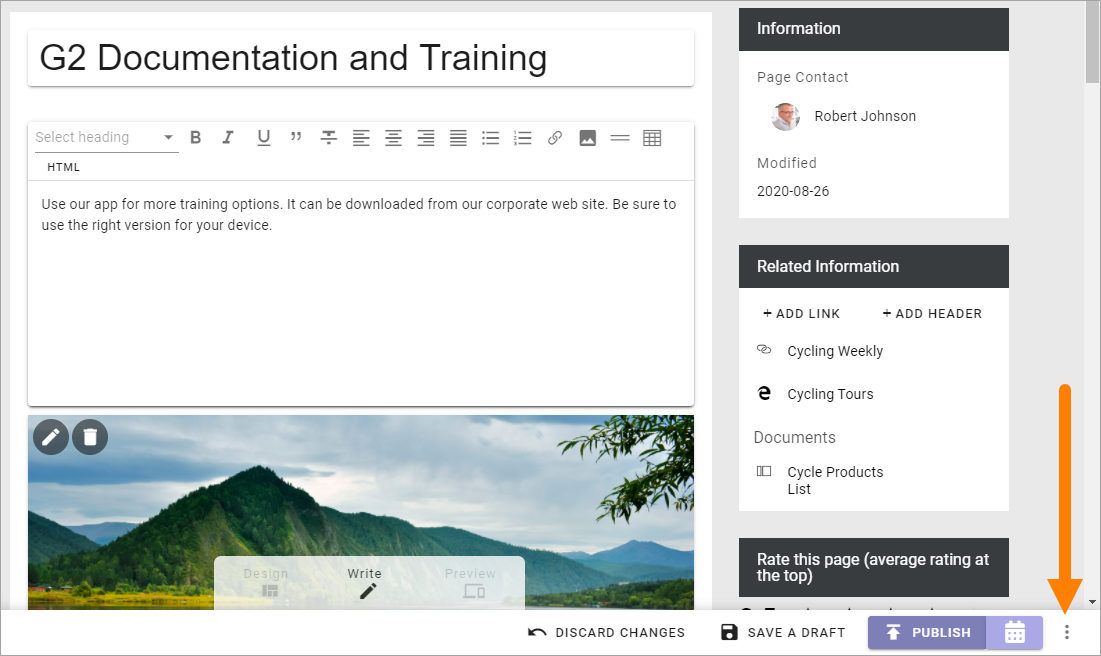 G2 Documentation and Training
Select heading
HTML
Use our app for more training options. It can be downloaded from our corporate web site. Be sure to
use the right version for your device.
Design
Write
Preview
Information
Page Contact
Robert Johnson
Modified
2020-08-26
Related Information
+ ADD LINK
+ ADD HEADER
Cycling Weekly
Cycling Tours
Documents
Cycle Products
List
Rate this page (average rating at
the top)
DISCARD CHANGES
SAVE A DRAFT
PUBLISH